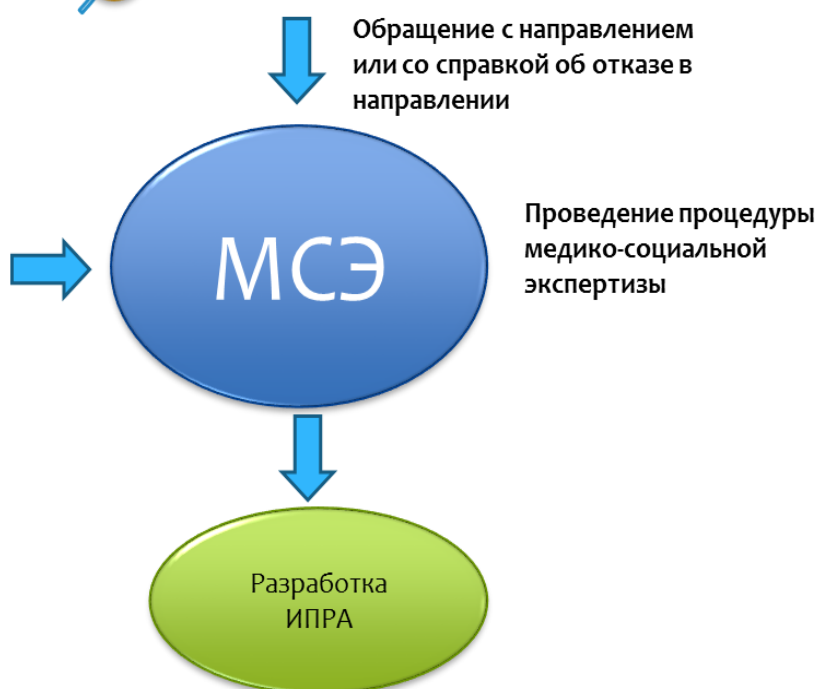 Обращение с направлением
или со справкой об отказе в
направлении
МСЭ
Проведение процедуры
медико-социальной
экспертизы
Разработка
ИПРА